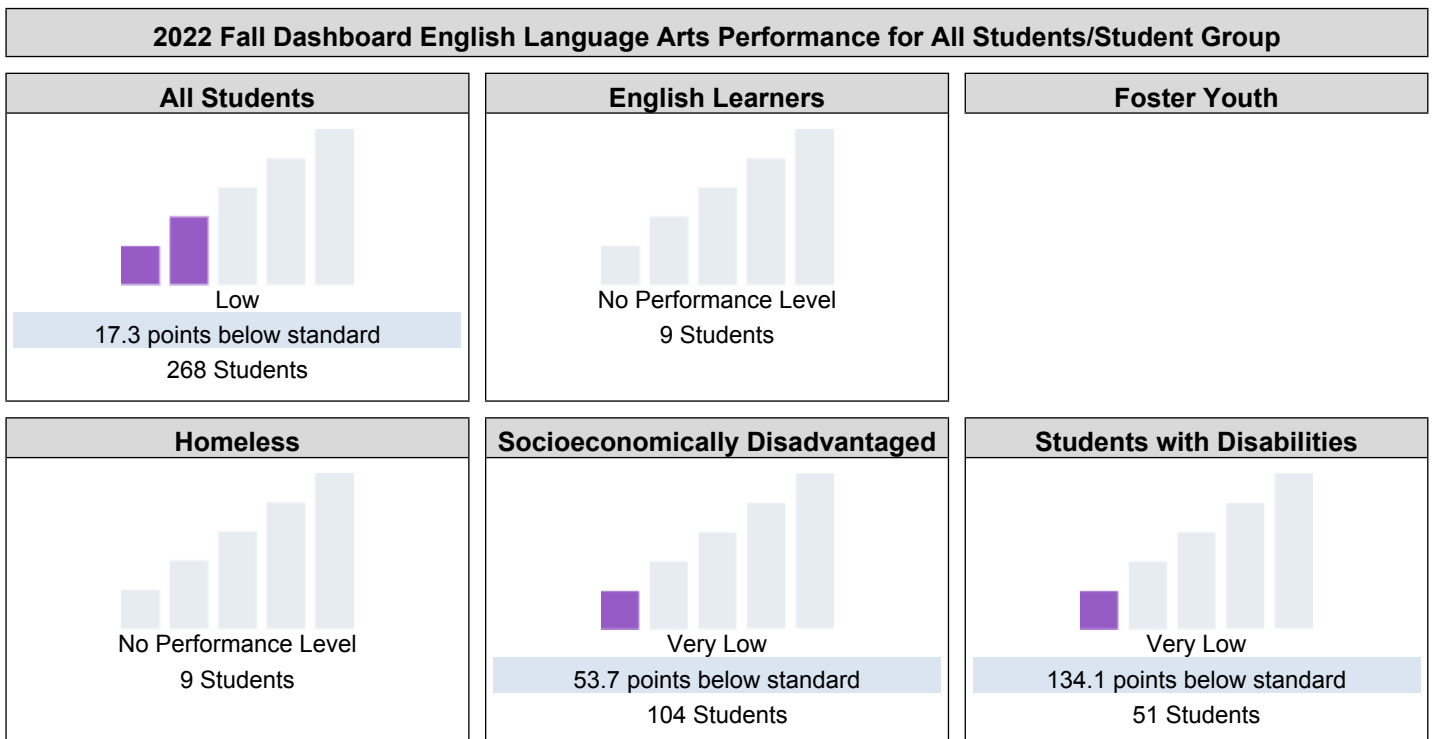 2022 Fall Dashboard English Language Arts Performance for All Students/Student Group
All Students
Low
17.3 points below standard
268 Students
English Learners
No Performance Level
9 Students
Foster Youth
Homeless
No Performance Level
9 Students
Socioeconomically Disadvantaged
Very Low
53.7 points below standard
104 Students
Students with Disabilities
Very Low
134.1 points below standard
51 Students